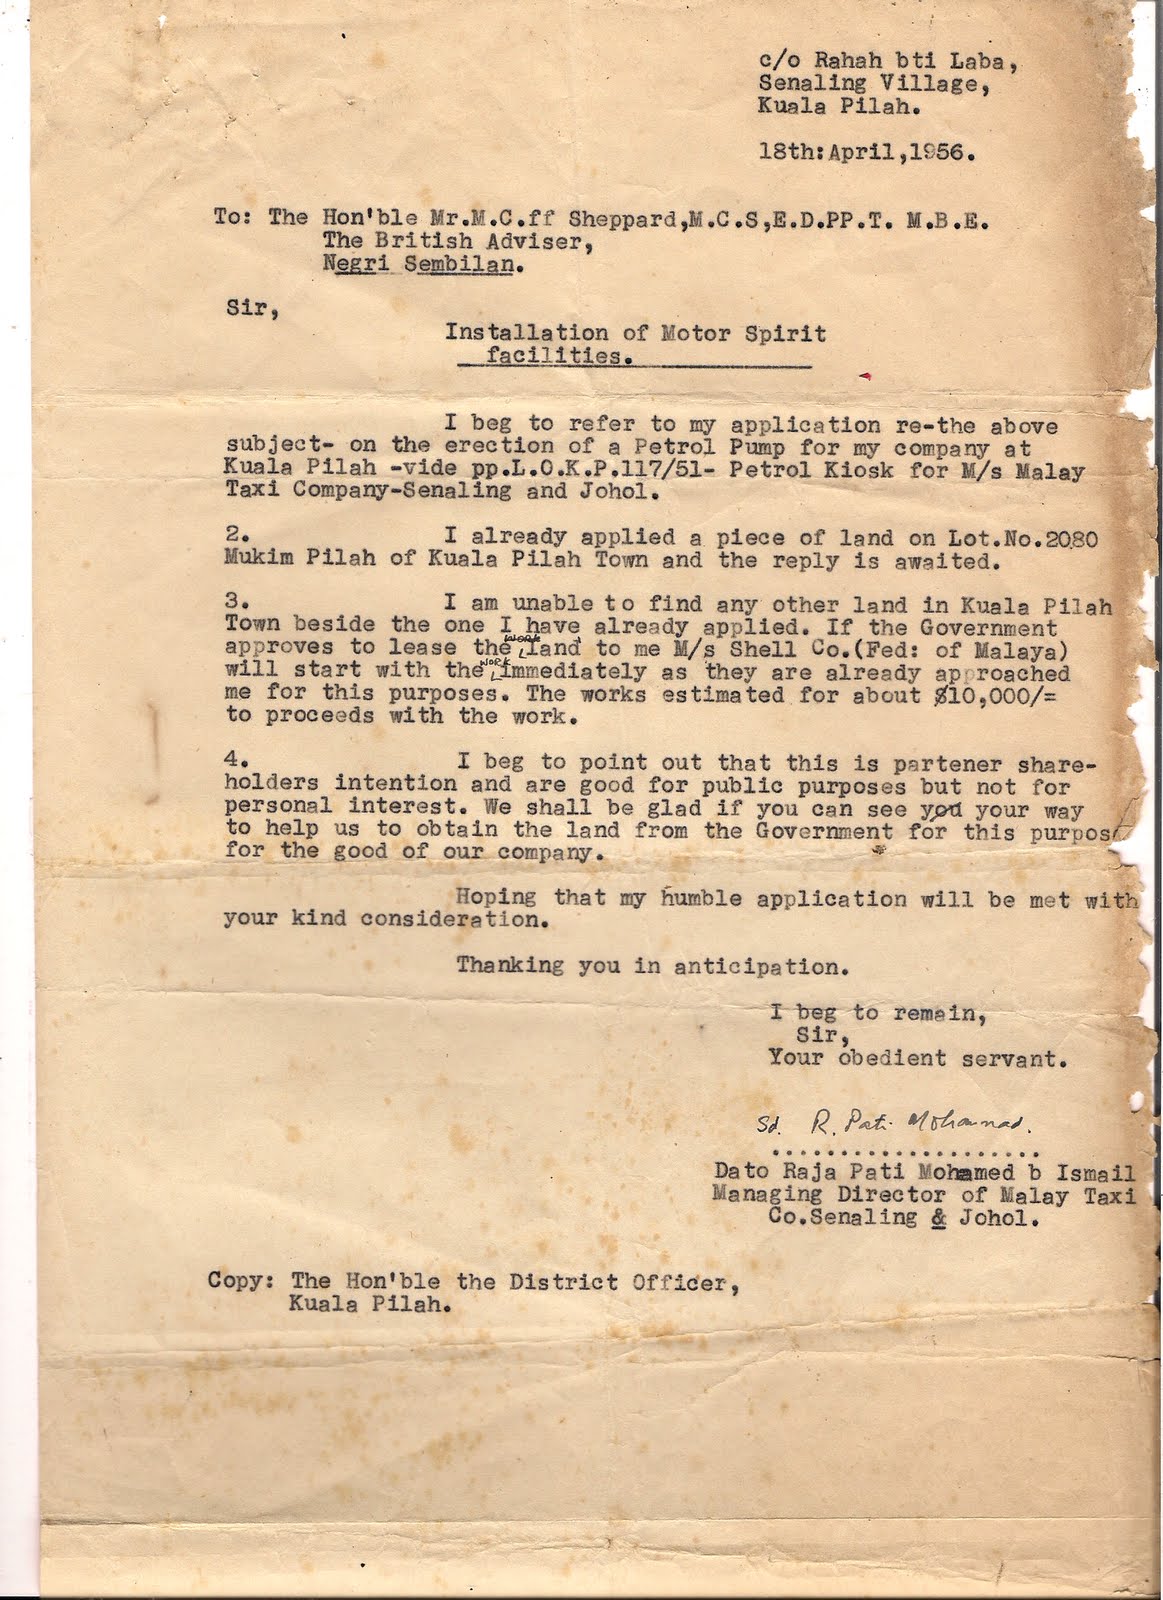 c/o Rahah bti Laba,
Senaling Village,
Kuala Pilah.
18th:April,1956.
To: The Hon'ble Mr.M.C.ff Sheppard,M.C.S,E.D.PP.T. M.B.E.
The British Adviser,
Negri Sembilan.
Sir,
Installation of Motor Spirit
facilities.
I beg to refer to my application re-the above
subject- on the erection of a Petrol Pump for my company at
Kuala Pilah -vide pp.L.O.K.P.117/51- Petrol Kiosk for M/s Malay
Taxi Company-Senaling and Johol.
2. I already applied a piece of land on Lot.No.2080
Mukim Pilah of Kuala Pilah Town and the reply is awaited.
3. I am unable to find any other land in Kuala Pilah
Town beside the one I have already applied. If the Government
approves to lease the work land to me M/s Shell Co.(Fed: of Malaya)
will start with the work immediately as they are already approached
me for this purposes. The works estimated for about $10,000/=
to proceeds with the work.
4. I beg to point out that this is partener share-
holders intention and are good for public purposes but not for
personal interest. We shall be glad if you can see you your way
to help us to obtain the land from the Government for this purpose
for the good of our company.
Hoping that my humble application will be met with
your kind consideration.
Thanking you in anticipation.
I beg to remain,
Sir,
Your obedient servant.
Sd. R. Pati Mohammad.
.....................
Dato Raja Pati Mohamed b Ismail
Managing Director of Malay Taxi
Co.Senaling & Johol.
Copy: The Hon'ble the District Officer,
Kuala Pilah.